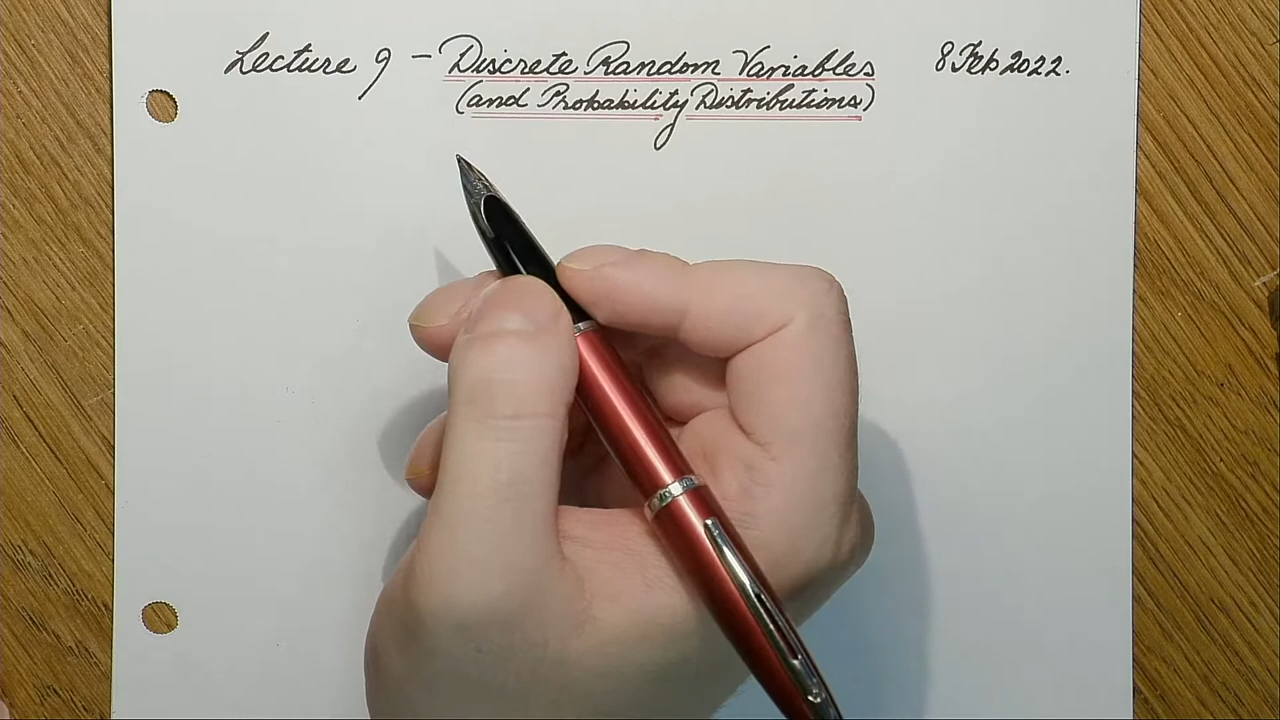 Lecture 9 - Discrete Random Variables 8 Feb 2022.
(and Probability Distributions)